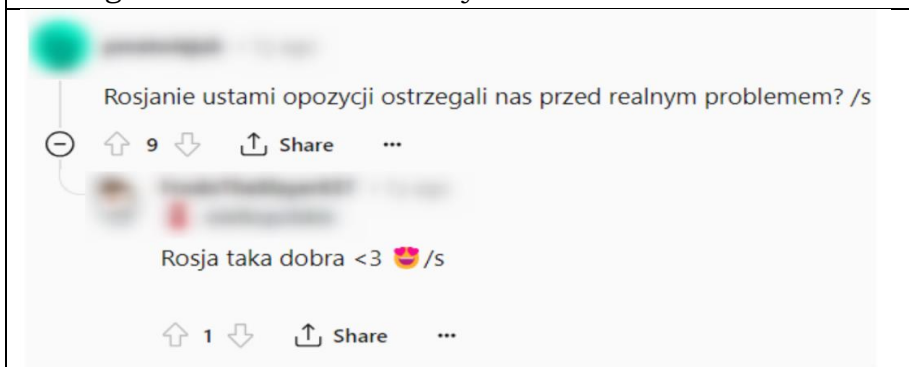 Rosjanie ustami opozycji ostrzegali nas przed realnym problemem? /s
9 Share ...
Rosja taka dobra <3 😍 /s
1 Share ...